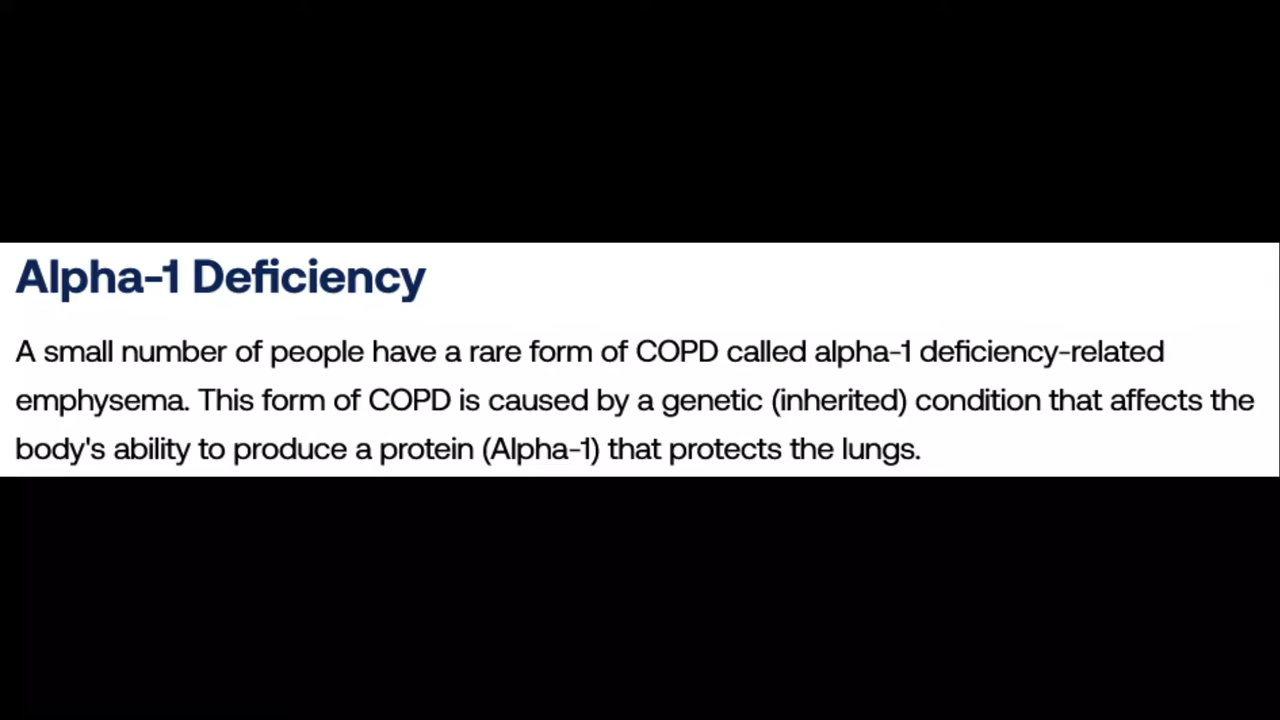 Alpha-1 Deficiency
A small number of people have a rare form of COPD called alpha-1 deficiency-related
emphysema. This form of COPD is caused by a genetic (inherited) condition that affects the
body's ability to produce a protein (Alpha-1) that protects the lungs.